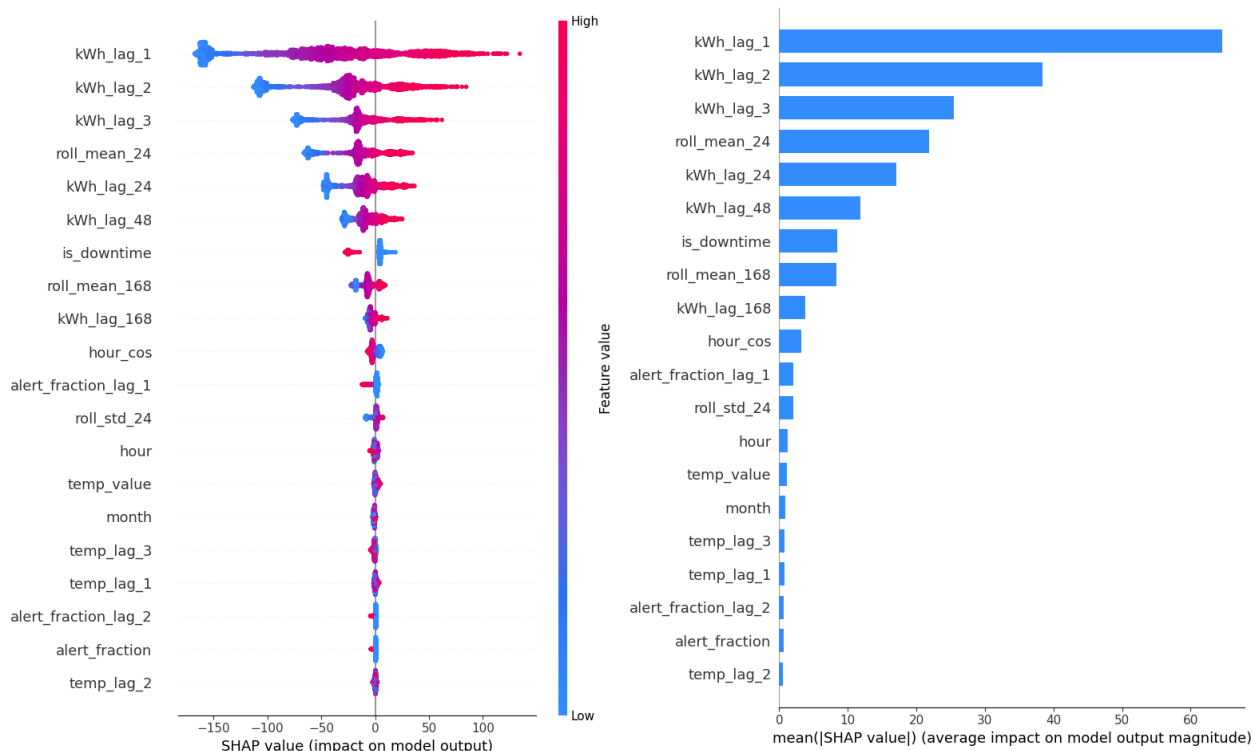 kWh_lag_1
kWh_lag_2
kWh_lag_3
roll_mean_24
kWh_lag_24
kWh_lag_48
is_downtime
roll_mean_168
kWh_lag_168
hour_cos
alert_fraction_lag_1
roll_std_24
hour
temp_value
month
temp_lag_3
temp_lag_1
alert_fraction_lag_2
alert_fraction
temp_lag_2
−150 −100 −50 0 50 100
SHAP value (impact on model output)
High
Feature value
Low
kWh_lag_1
kWh_lag_2
kWh_lag_3
roll_mean_24
kWh_lag_24
kWh_lag_48
is_downtime
roll_mean_168
kWh_lag_168
hour_cos
alert_fraction_lag_1
roll_std_24
hour
temp_value
month
temp_lag_3
temp_lag_1
alert_fraction_lag_2
alert_fraction
temp_lag_2
0 10 20 30 40 50 60
mean(|SHAP value|) (average impact on model output magnitude)